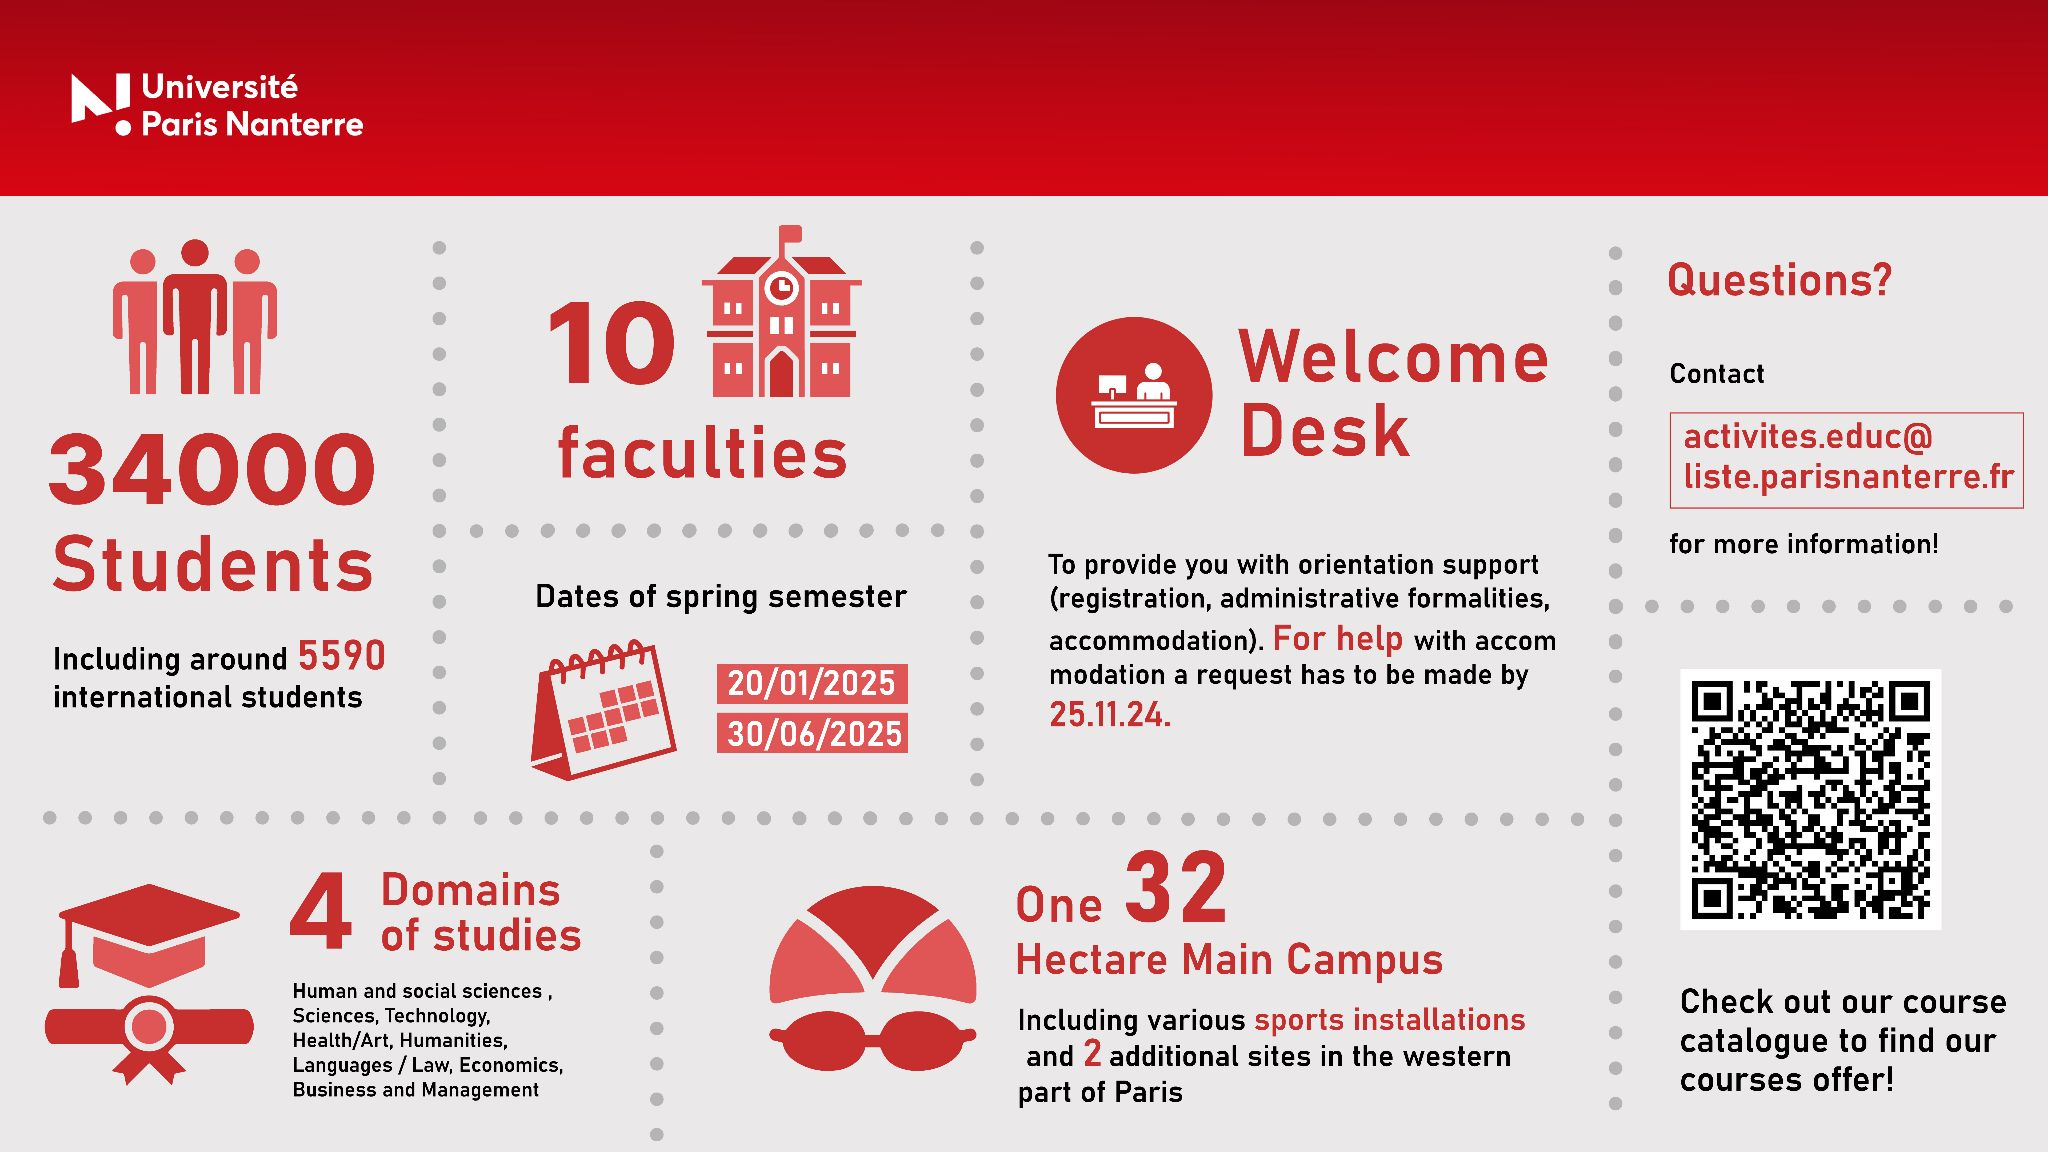 Université
Paris Nanterre
34000
Students
Including around 5590
international students
10
faculties
Dates of spring semester
20/01/2025
30/06/2025
Welcome
Desk
To provide you with orientation support
(registration, administrative formalities,
accommodation). For help with accom
modation a request has to be made by
25.11.24.
Questions?
Contact
activites.educ@
liste.parisnanterre.fr
for more information!
4 Domains
of studies
Human and social sciences ,
Sciences, Technology,
Health/Art, Humanities,
Languages / Law, Economics,
Business and Management
One 32
Hectare Main Campus
Including various sports installations
and 2 additional sites in the western
part of Paris
Check out our course
catalogue to find our
courses offer!